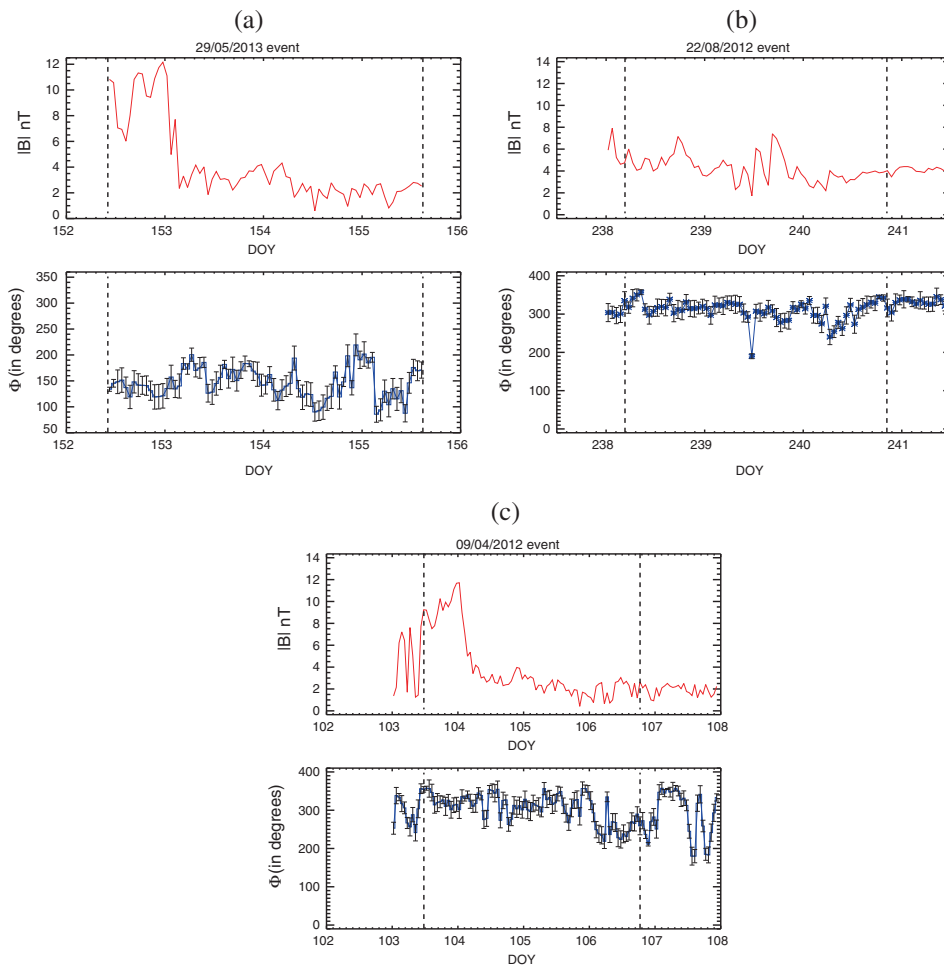 (a)
29/05/2013 event
12
10
8
6
4
2
0
|B| nT
152 153 154 155 156
DOY
350
300
250
200
150
100
50
Φ (in degrees)
152 153 154 155 156
DOY
(b)
22/08/2012 event
14
12
10
8
6
4
2
0
|B| nT
238 239 240 241
DOY
400
300
200
100
0
Φ (in degrees)
238 239 240 241
DOY
(c)
09/04/2012 event
14
12
10
8
6
4
2
0
|B| nT
102 103 104 105 106 107 108
DOY
400
300
200
100
0
Φ (in degrees)
102 103 104 105 106 107 108
DOY